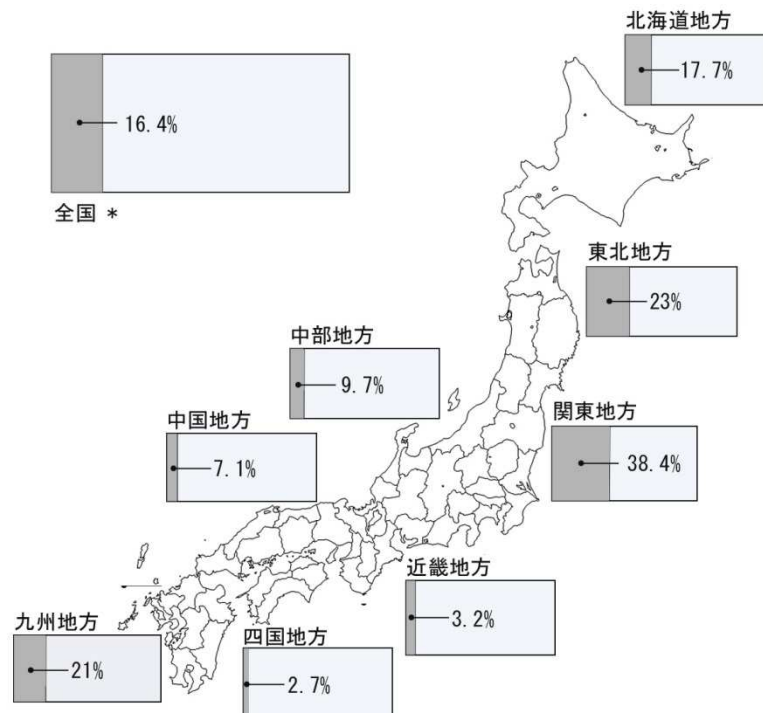 北海道地方
17.7%
16.4%
全国 *
東北地方
23%
中部地方
9.7%
中国地方
7.1%
関東地方
38.4%
近畿地方
3.2%
九州地方
21%
四国地方
2.7%